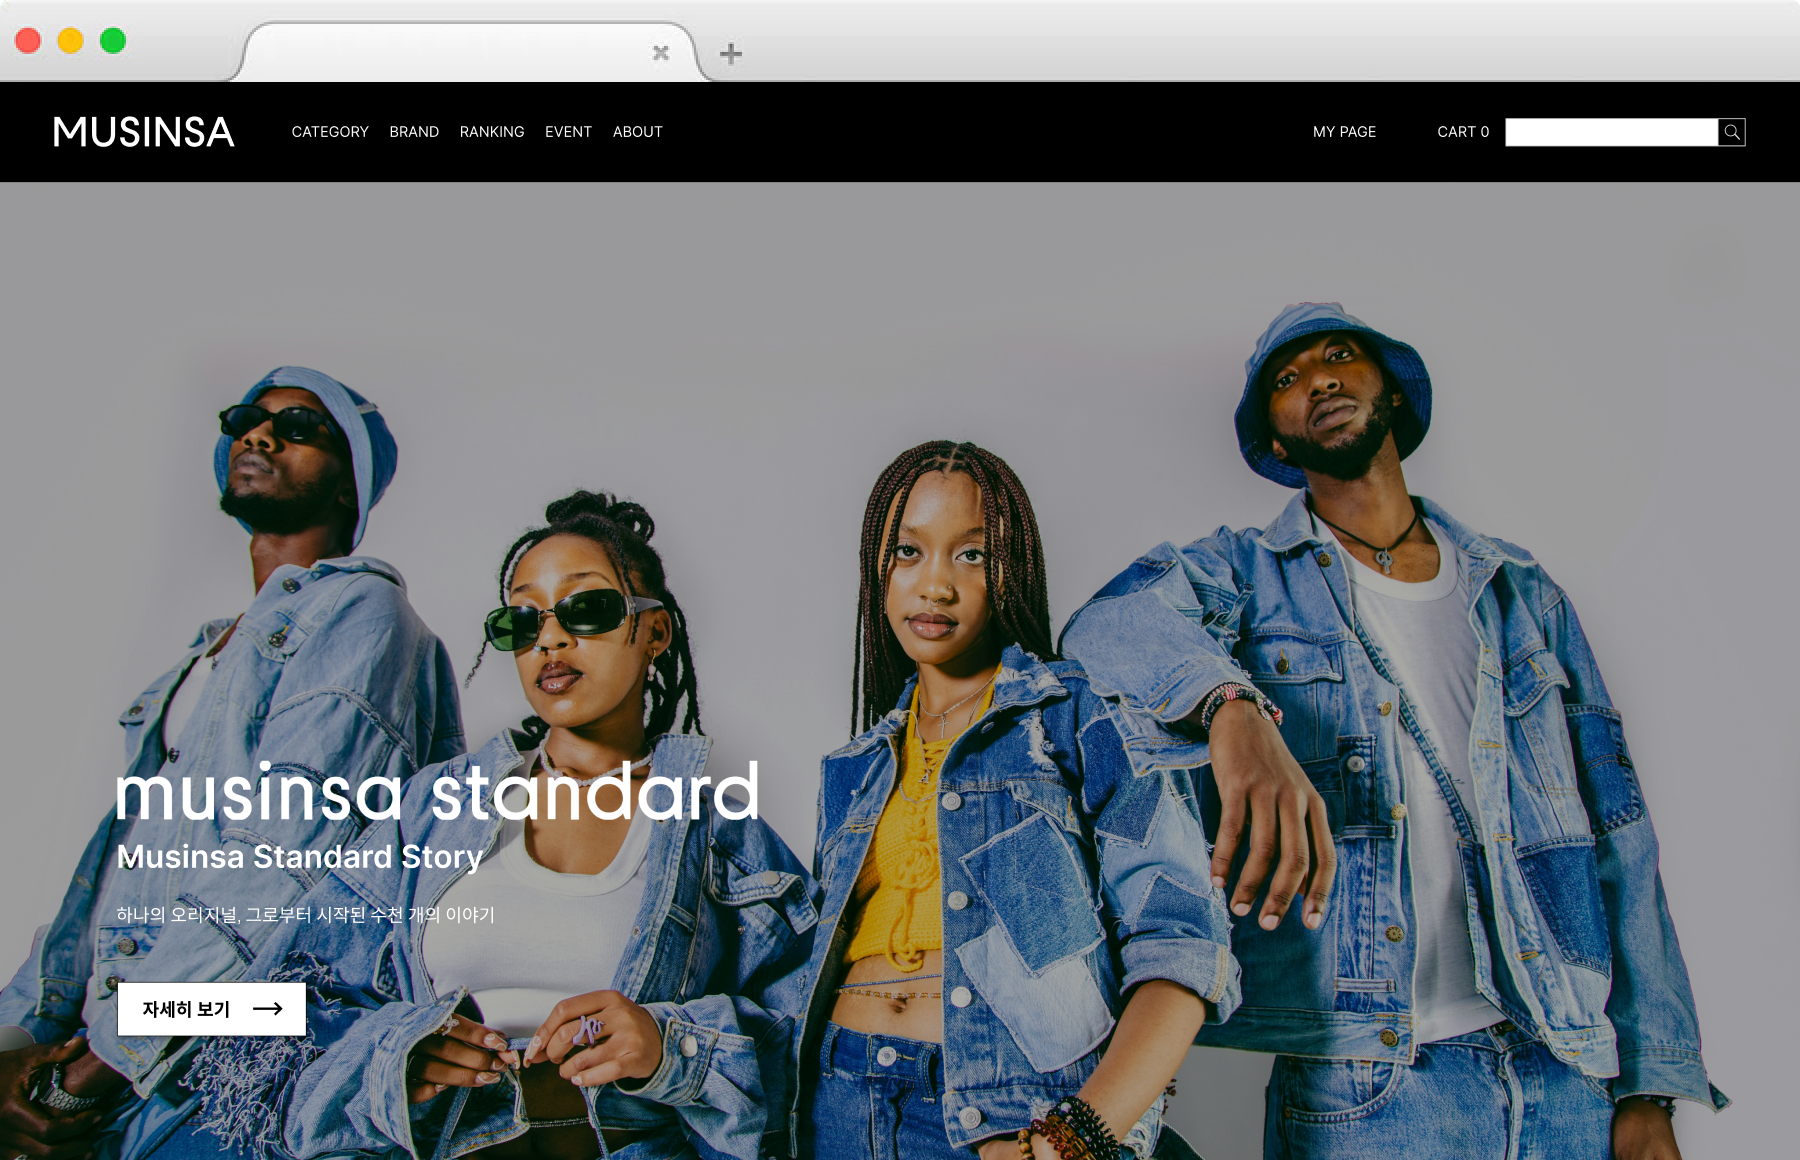 MUSINSA
CATEGORY BRAND RANKING EVENT ABOUT
MY PAGE CART 0
musinsa standard
Musinsa Standard Story
하나의 오리지널, 그로부터 시작된 수천 개의 이야기
자세히 보기